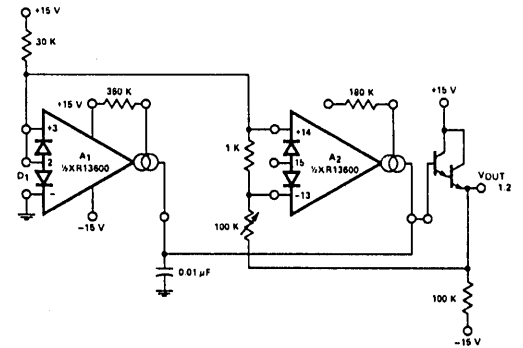 +15 V
30 K
+15 V
360 K
180 K
+15 V
+3
A1
½XR13600
2
D1
–
–15 V
1 K
+14
A2
½XR13600
15
–13
100 K
VOUT
1.2
0.01 µF
100 K
–15 V